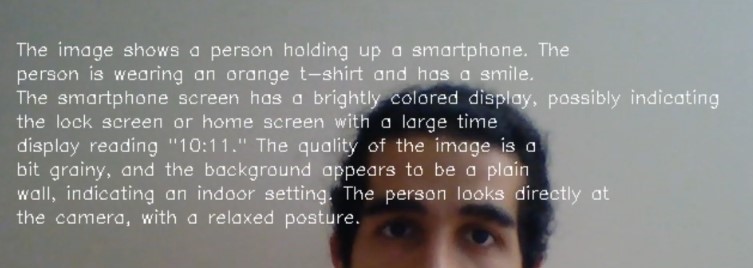 The image shows a person holding up a smartphone. The
person is wearing an orange t-shirt and has a smile.
The smartphone screen has a brightly colored display, possibly indicating
the lock screen or home screen with a large time
display reading "10:11." The quality of the image is a
bit grainy, and the background appears to be a plain
wall, indicating an indoor setting. The person looks directly at
the camera, with a relaxed posture.